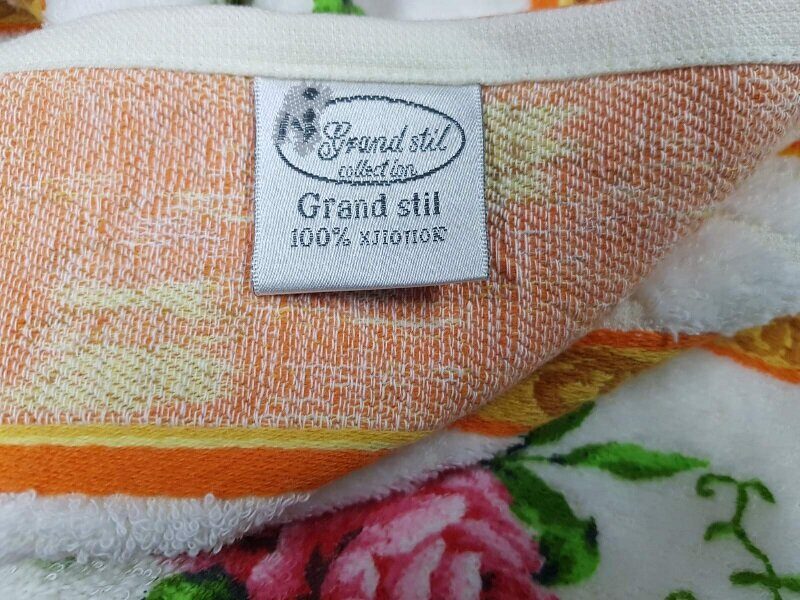 Grand stil
collection
Grand stil
100% хлопок